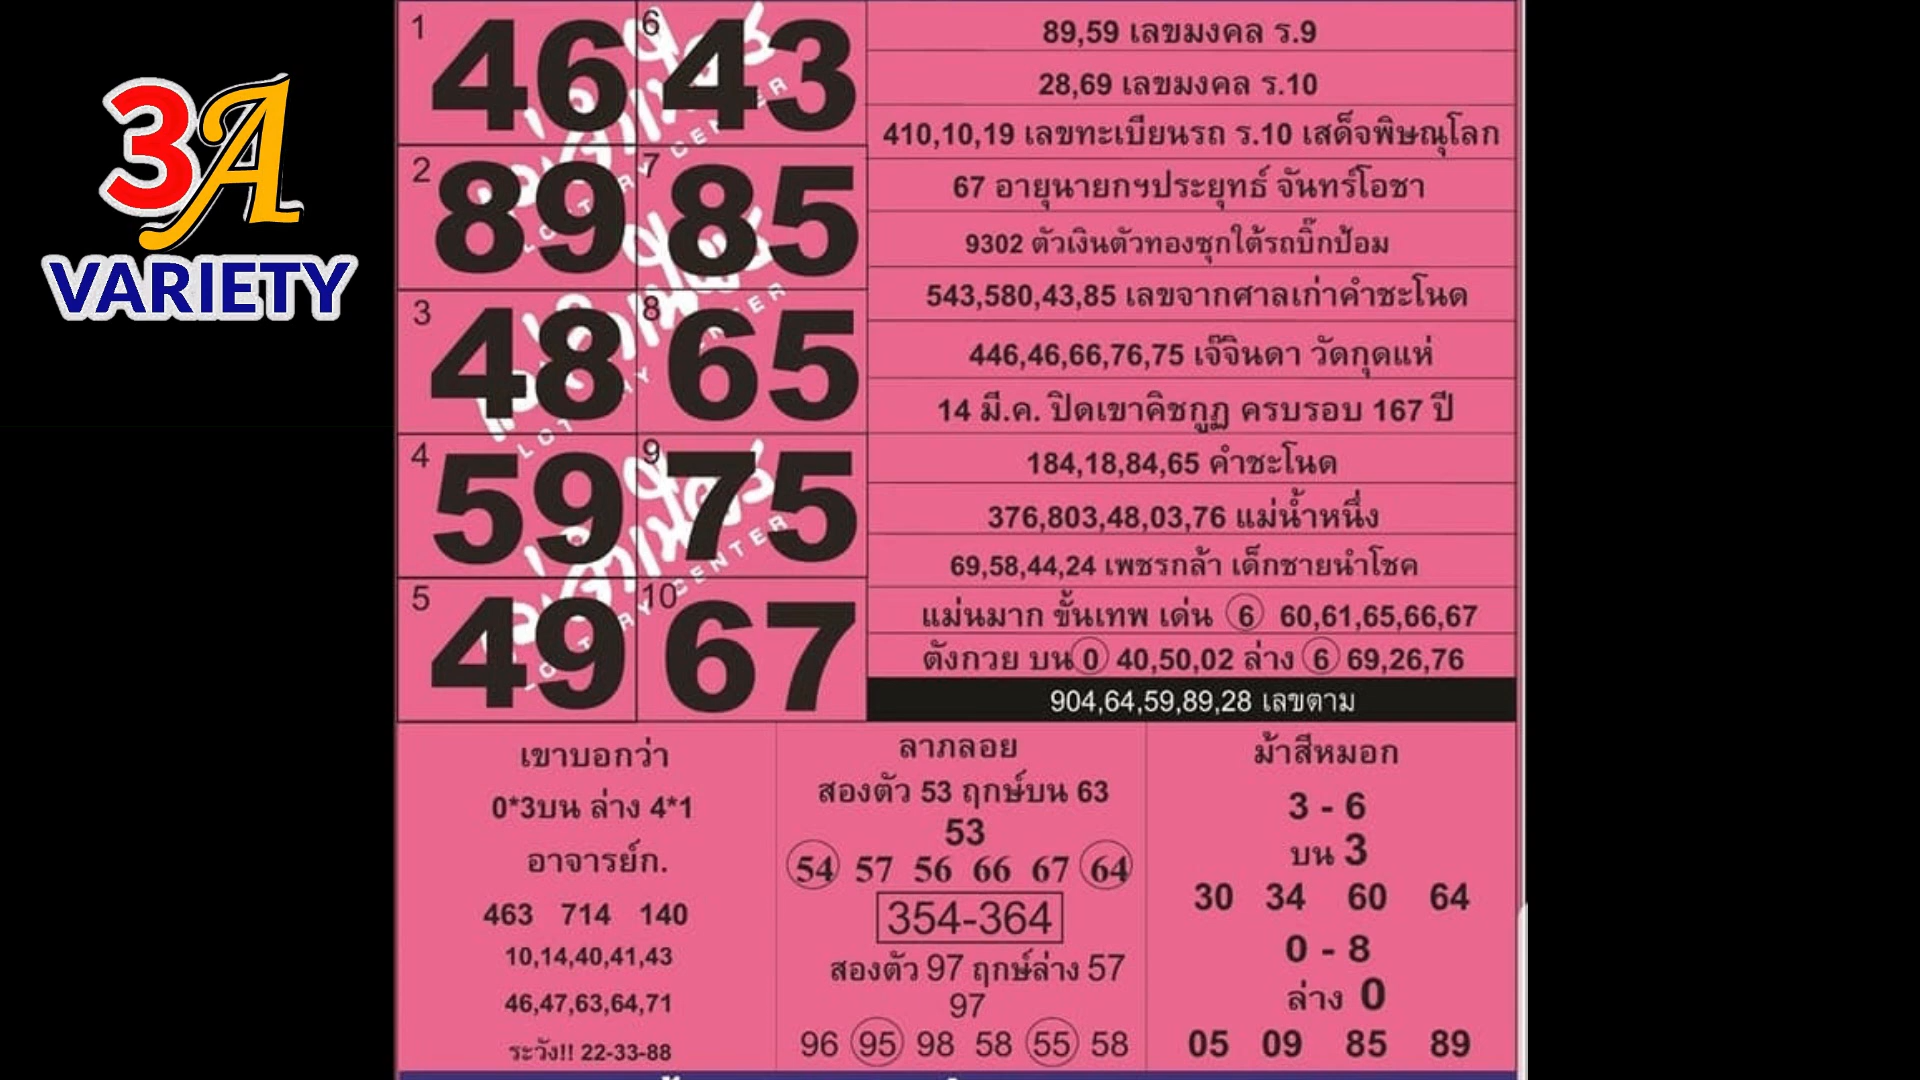 3A
VARIETY
1 46 6 43
2 89 7 85
3 48 8 65
4 59 9 75
5 49 10 67
LOTTERY CENTER
LOTTERY CENTER
LOTTERY CENTER
89,59 เลขมงคล ร.9
28,69 เลขมงคล ร.10
410,10,19 เลขทะเบียนรถ ร.10 เสด็จพิษณุโลก
67 อายุนายกฯประยุทธ์ จันทร์โอชา
9302 ตัวเงินตัวทองซุกใต้รถบิ๊กป้อม
543,580,43,85 เลขจากศาลเก่าคำชะโนด
446,46,66,76,75 เจ๊จินดา วัดกุดแห่
14 มี.ค. ปิดเขาคิชกูฏ ครบรอบ 167 ปี
184,18,84,65 คำชะโนด
376,803,48,03,76 แม่น้ำหนึ่ง
69,58,44,24 เพชรกล้า เด็กชายนำโชค
แม่นมาก ขั้นเทพ เด่น 6 60,61,65,66,67
ตังกวย บน 0 40,50,02 ล่าง 6 69,26,76
904,64,59,89,28 เลขตาม
เขาบอกว่า
0*3บน ล่าง 4*1
อาจารย์ก.
463 714 140
10,14,40,41,43
46,47,63,64,71
ระวัง!! 22-33-88
ลาภลอย
สองตัว 53 ฤกษ์บน 63
53
54 57 56 66 67 64
354-364
สองตัว 97 ฤกษ์ล่าง 57
97
96 95 98 58 55 58
ม้าสีหมอก
3 - 6
บน 3
30 34 60 64
0 - 8
ล่าง 0
05 09 85 89